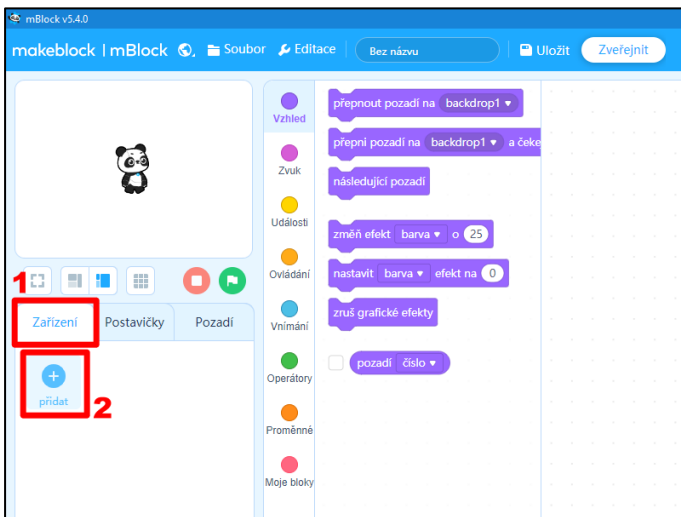 mBlock v5.4.0
makeblock | mBlock Soubor Editace Bez názvu Uložit Zveřejnit
Vzhled
Zvuk
Události
Ovládání
Vnímání
Operátory
Proměnné
Moje bloky
přepnout pozadí na backdrop1
přepni pozadí na backdrop1 a čeke
následující pozadí
změň efekt barva o 25
nastavit barva efekt na 0
zruš grafické efekty
pozadí číslo
1
Zařízení Postavičky Pozadí
přidat
2